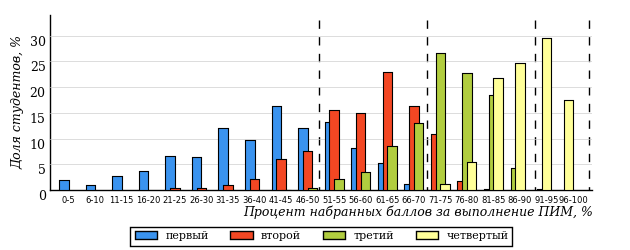 Доля студентов, %
30
25
20
15
10
5
0
0-5 6-10 11-15 16-20 21-25 26-30 31-35 36-40 41-45 46-50 51-55 56-60 61-65 66-70 71-75 76-80 81-85 86-90 91-95 96-100
Процент набранных баллов за выполнение ПИМ, %
первый второй третий четвертый